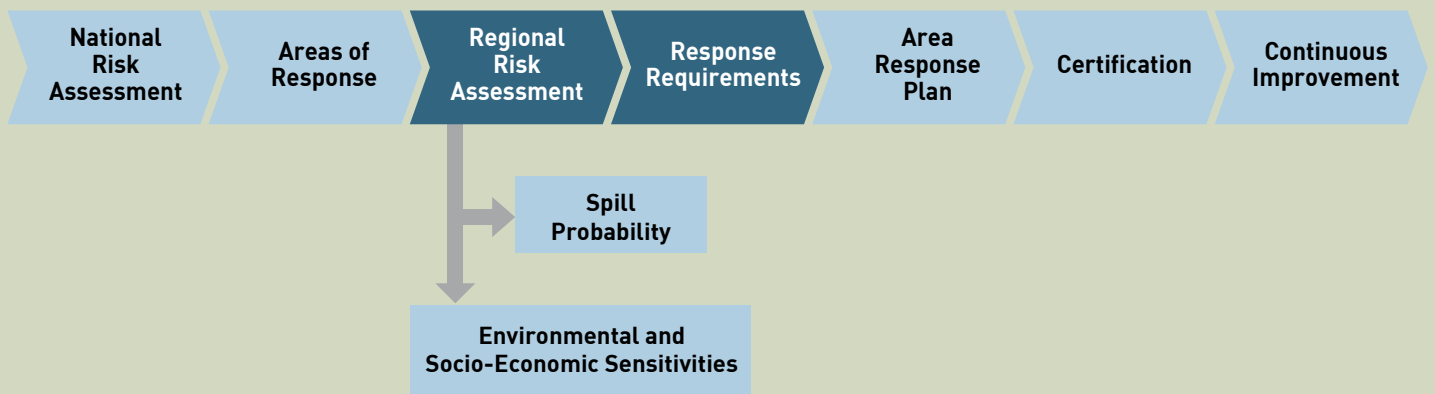 National
Risk
Assessment
Areas of
Response
Regional
Risk
Assessment
Response
Requirements
Area
Response
Plan
Certification
Continuous
Improvement
Spill
Probability
Environmental and
Socio-Economic Sensitivities